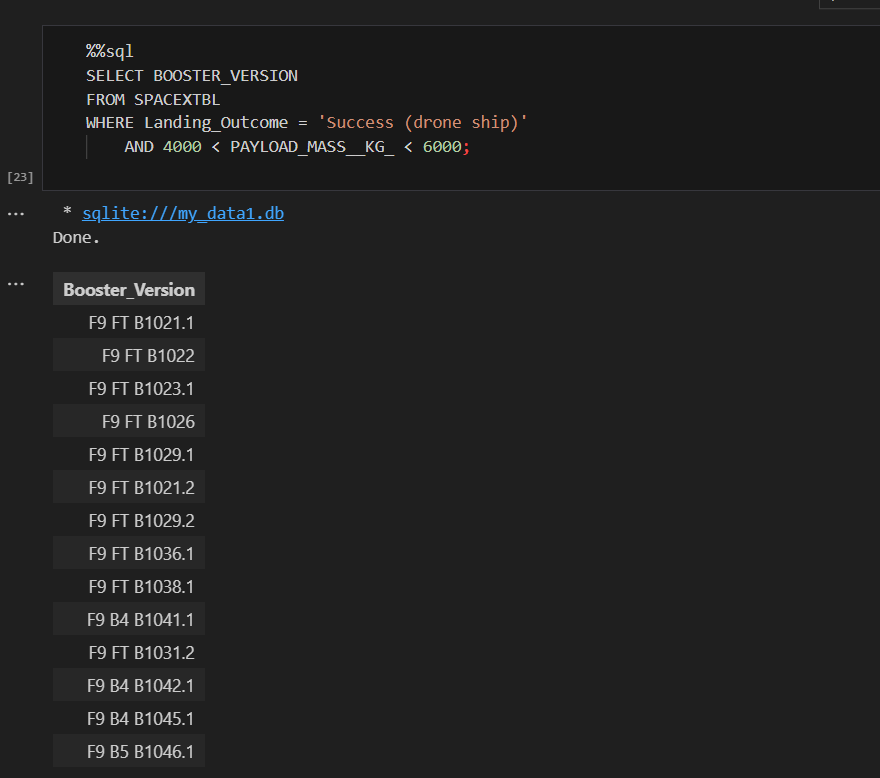 %%sql
SELECT BOOSTER_VERSION
FROM SPACEXTBL
WHERE Landing_Outcome = 'Success (drone ship)'
AND 4000 < PAYLOAD_MASS__KG_ < 6000;
[23]
... * sqlite:///my_data1.db
Done.
... Booster_Version
F9 FT B1021.1
F9 FT B1022
F9 FT B1023.1
F9 FT B1026
F9 FT B1029.1
F9 FT B1021.2
F9 FT B1029.2
F9 FT B1036.1
F9 FT B1038.1
F9 B4 B1041.1
F9 FT B1031.2
F9 B4 B1042.1
F9 B4 B1045.1
F9 B5 B1046.1